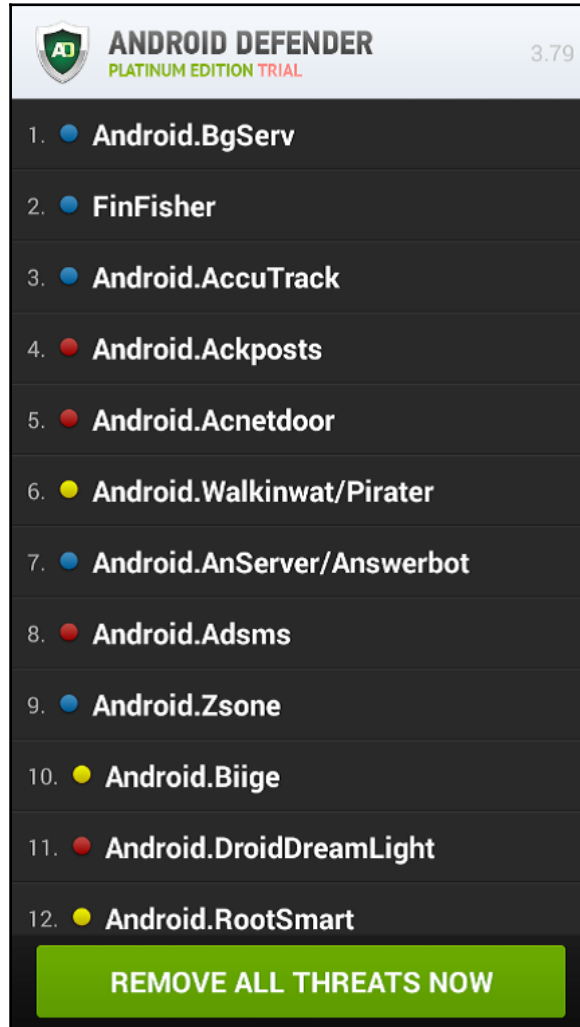 AD
ANDROID DEFENDER
PLATINUM EDITION TRIAL
3.79
1. Android.BgServ
2. FinFisher
3. Android.AccuTrack
4. Android.Ackposts
5. Android.Acnetdoor
6. Android.Walkinwat/Pirater
7. Android.AnServer/Answerbot
8. Android.Adsms
9. Android.Zsone
10. Android.Biige
11. Android.DroidDreamLight
12. Android.RootSmart
REMOVE ALL THREATS NOW